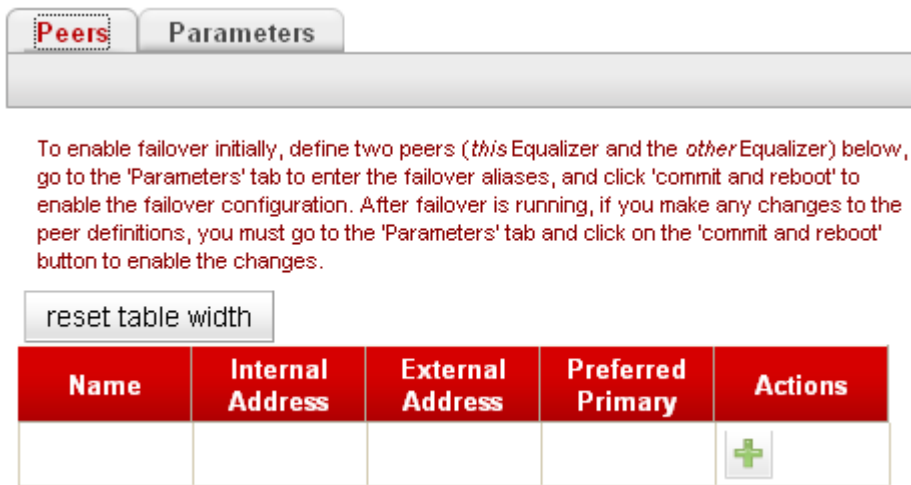 Peers Parameters
To enable failover initially, define two peers (this Equalizer and the other Equalizer) below,
go to the 'Parameters' tab to enter the failover aliases, and click 'commit and reboot' to
enable the failover configuration. After failover is running, if you make any changes to the
peer definitions, you must go to the 'Parameters' tab and click on the 'commit and reboot'
button to enable the changes.
reset table width
Name Internal Address External Address Preferred Primary Actions